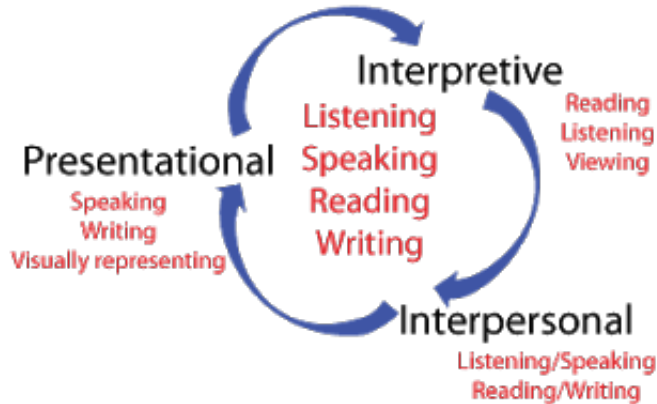 Interpretive
Reading
Listening
Viewing
Listening
Speaking
Reading
Writing
Presentational
Speaking
Writing
Visually representing
Interpersonal
Listening/Speaking
Reading/Writing